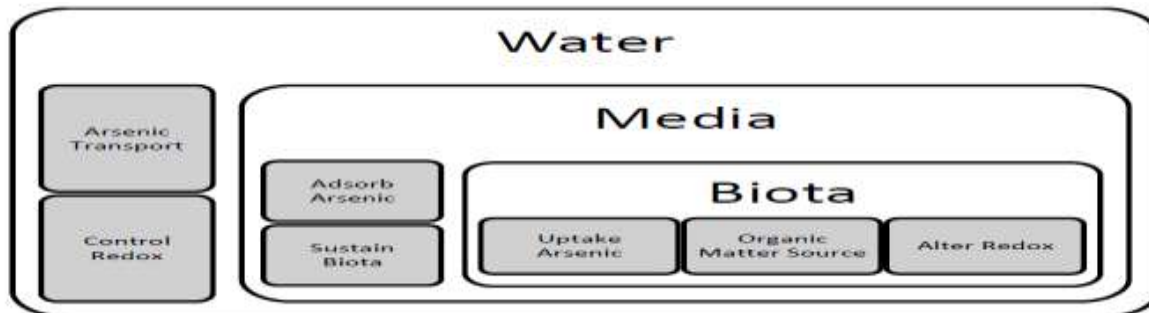 Water
Arsenic
Transport
Control
Redox
Media
Adsorb
Arsenic
Sustain
Biota
Biota
Uptake
Arsenic
Organic
Matter Source
Alter Redox